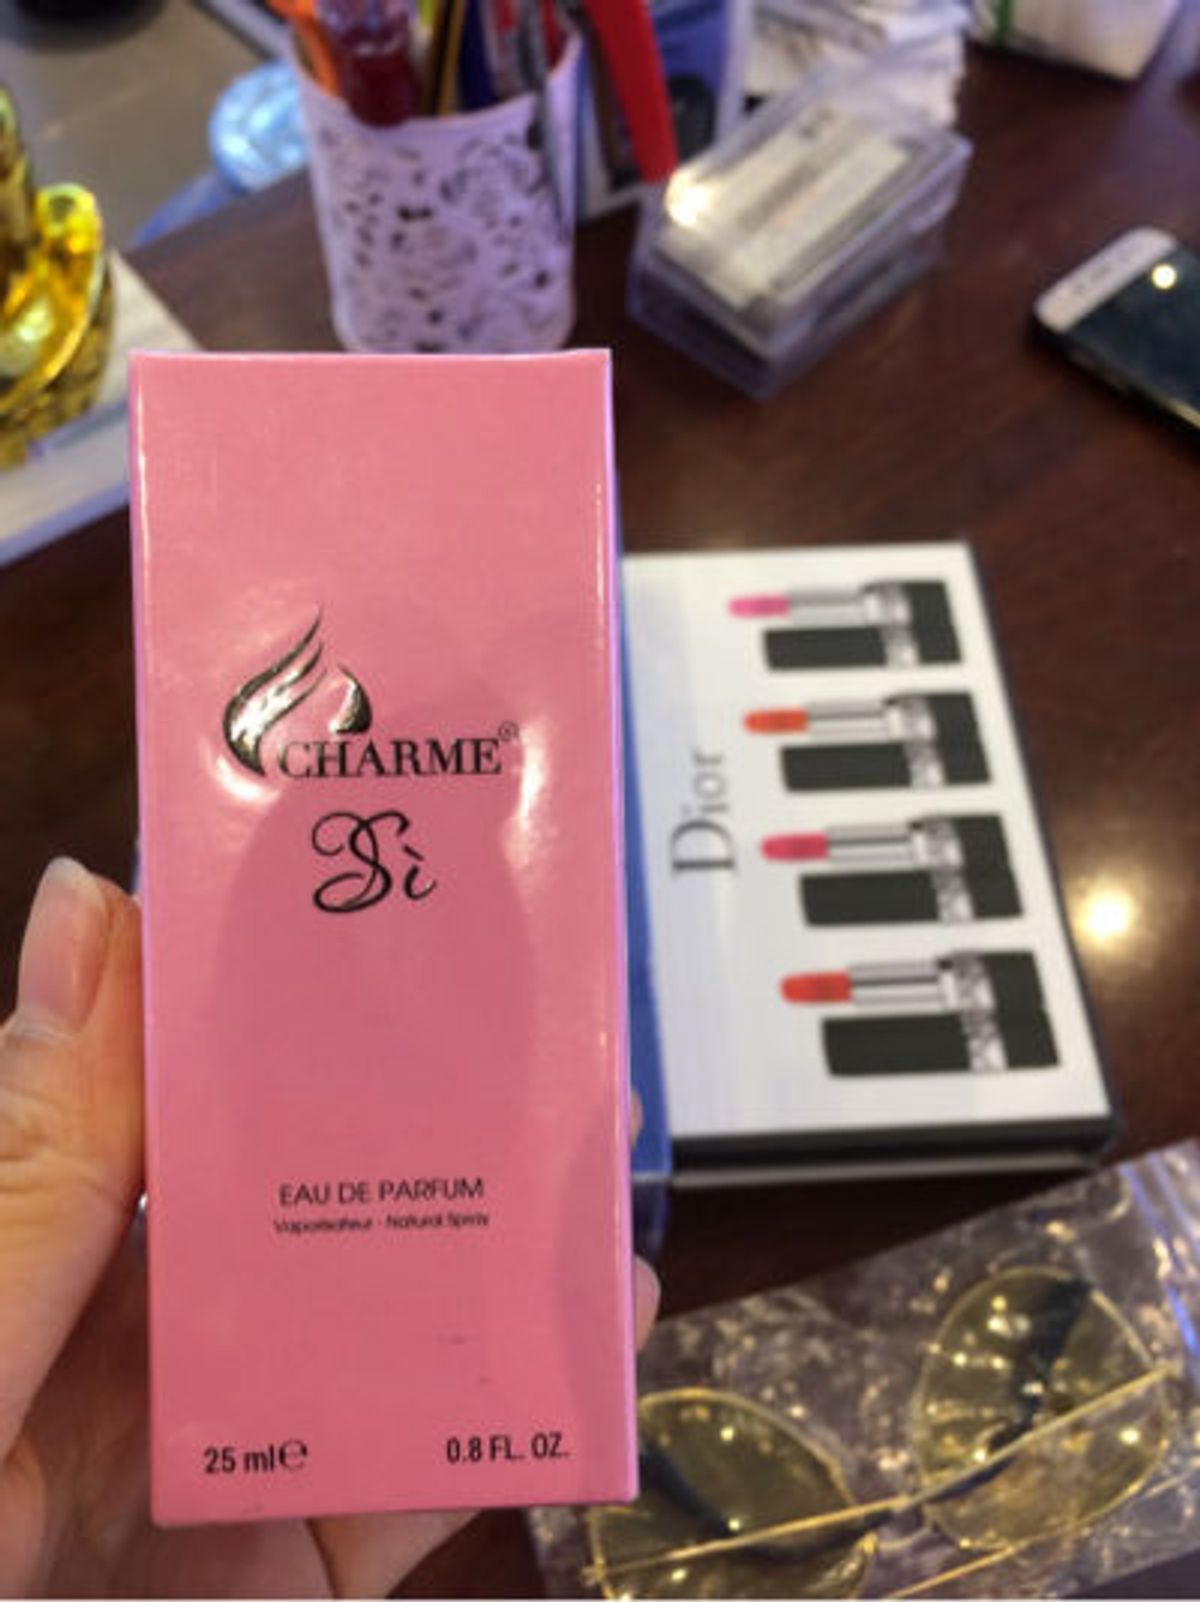 CHARME®
Sì
EAU DE PARFUM
Vaporisateur - Natural Spray
25 ml ℮
0.8 FL. OZ.
Dior